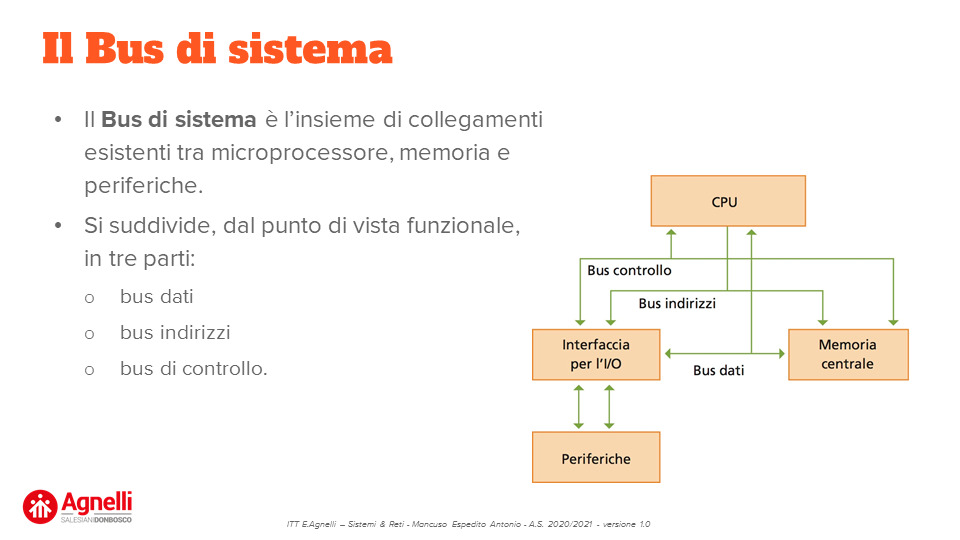 Il Bus di sistema
• Il Bus di sistema è l’insieme di collegamenti
esistenti tra microprocessore, memoria e
periferiche.
• Si suddivide, dal punto di vista funzionale,
in tre parti:
o bus dati
o bus indirizzi
o bus di controllo.
CPU
Bus controllo
Bus indirizzi
Interfaccia
per l’I/O
Memoria
centrale
Bus dati
Periferiche
Agnelli
SALESIANI DONBOSCO
ITT E.Agnelli – Sistemi & Reti - Mancuso Espedito Antonio - A.S. 2020/2021 - versione 1.0